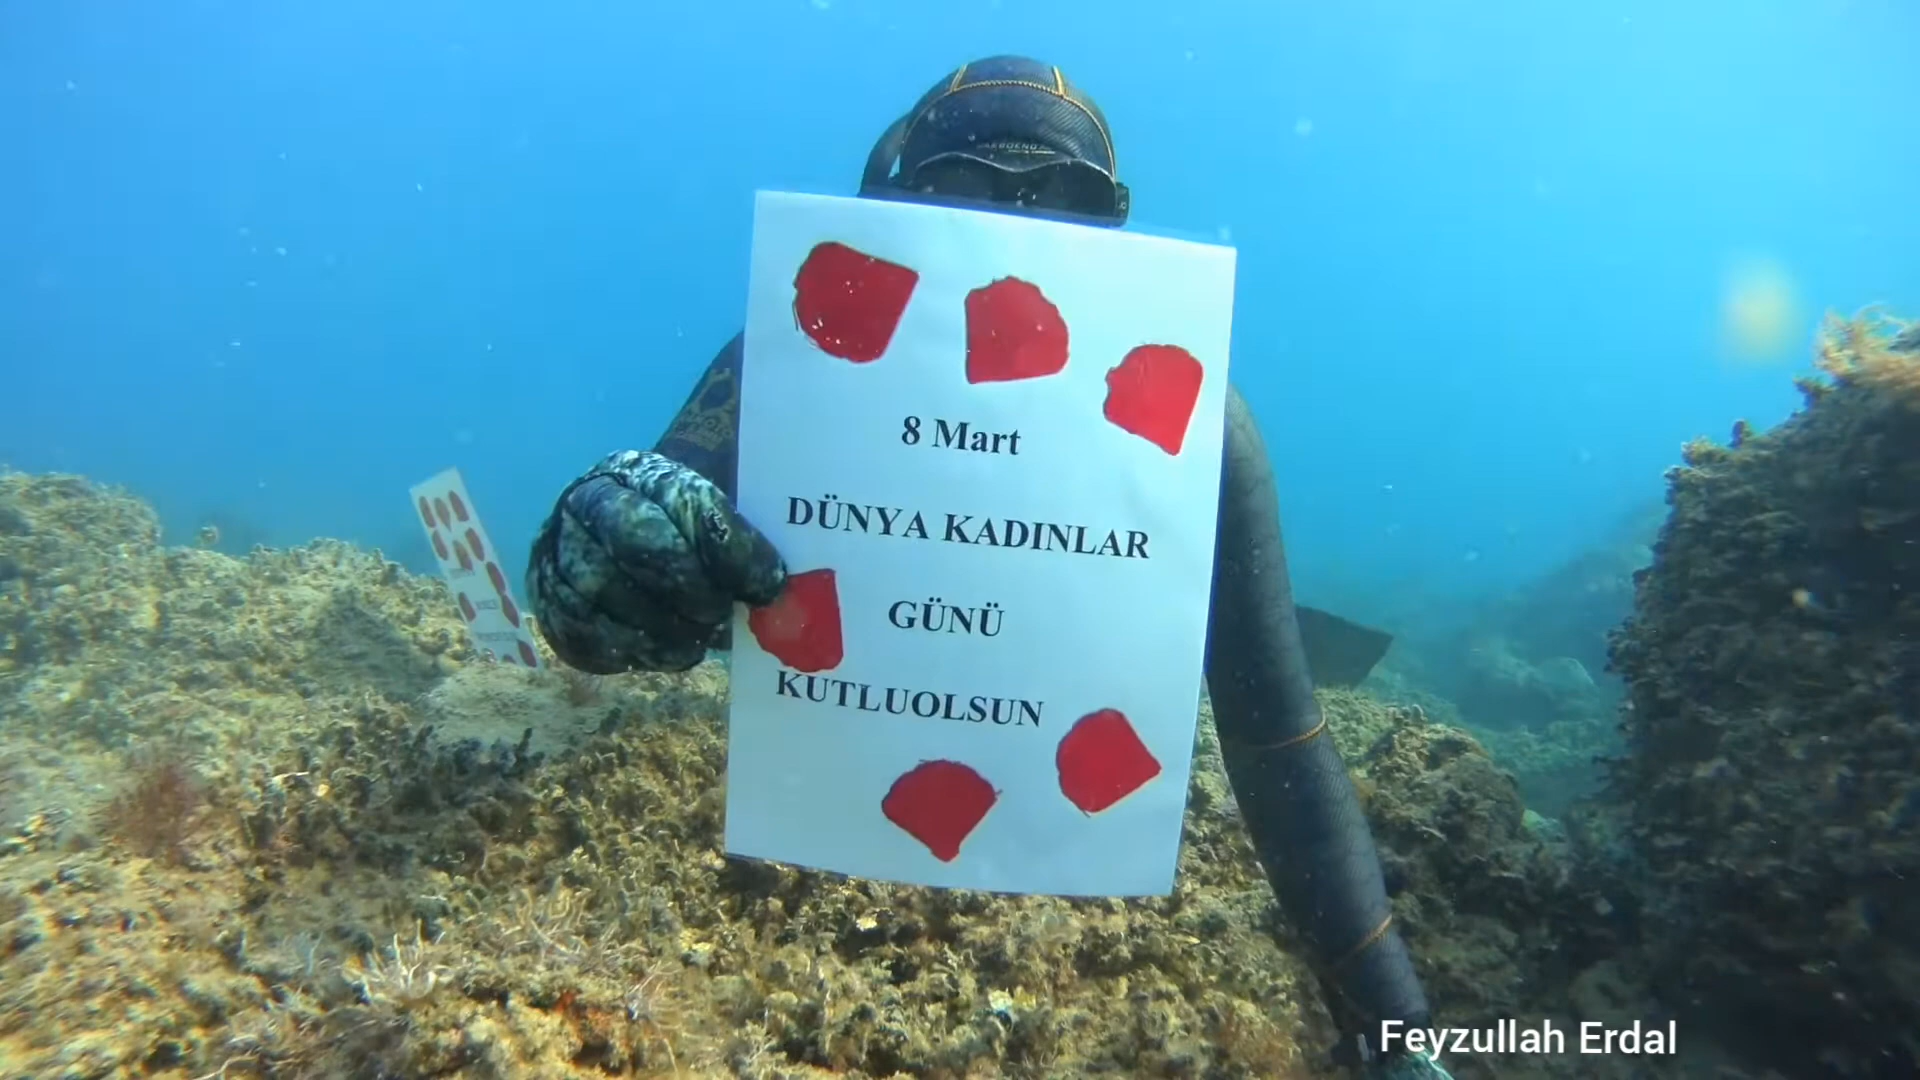 8 Mart
DÜNYA KADINLAR
GÜNÜ
KUTLUOLSUN
Feyzullah Erdal